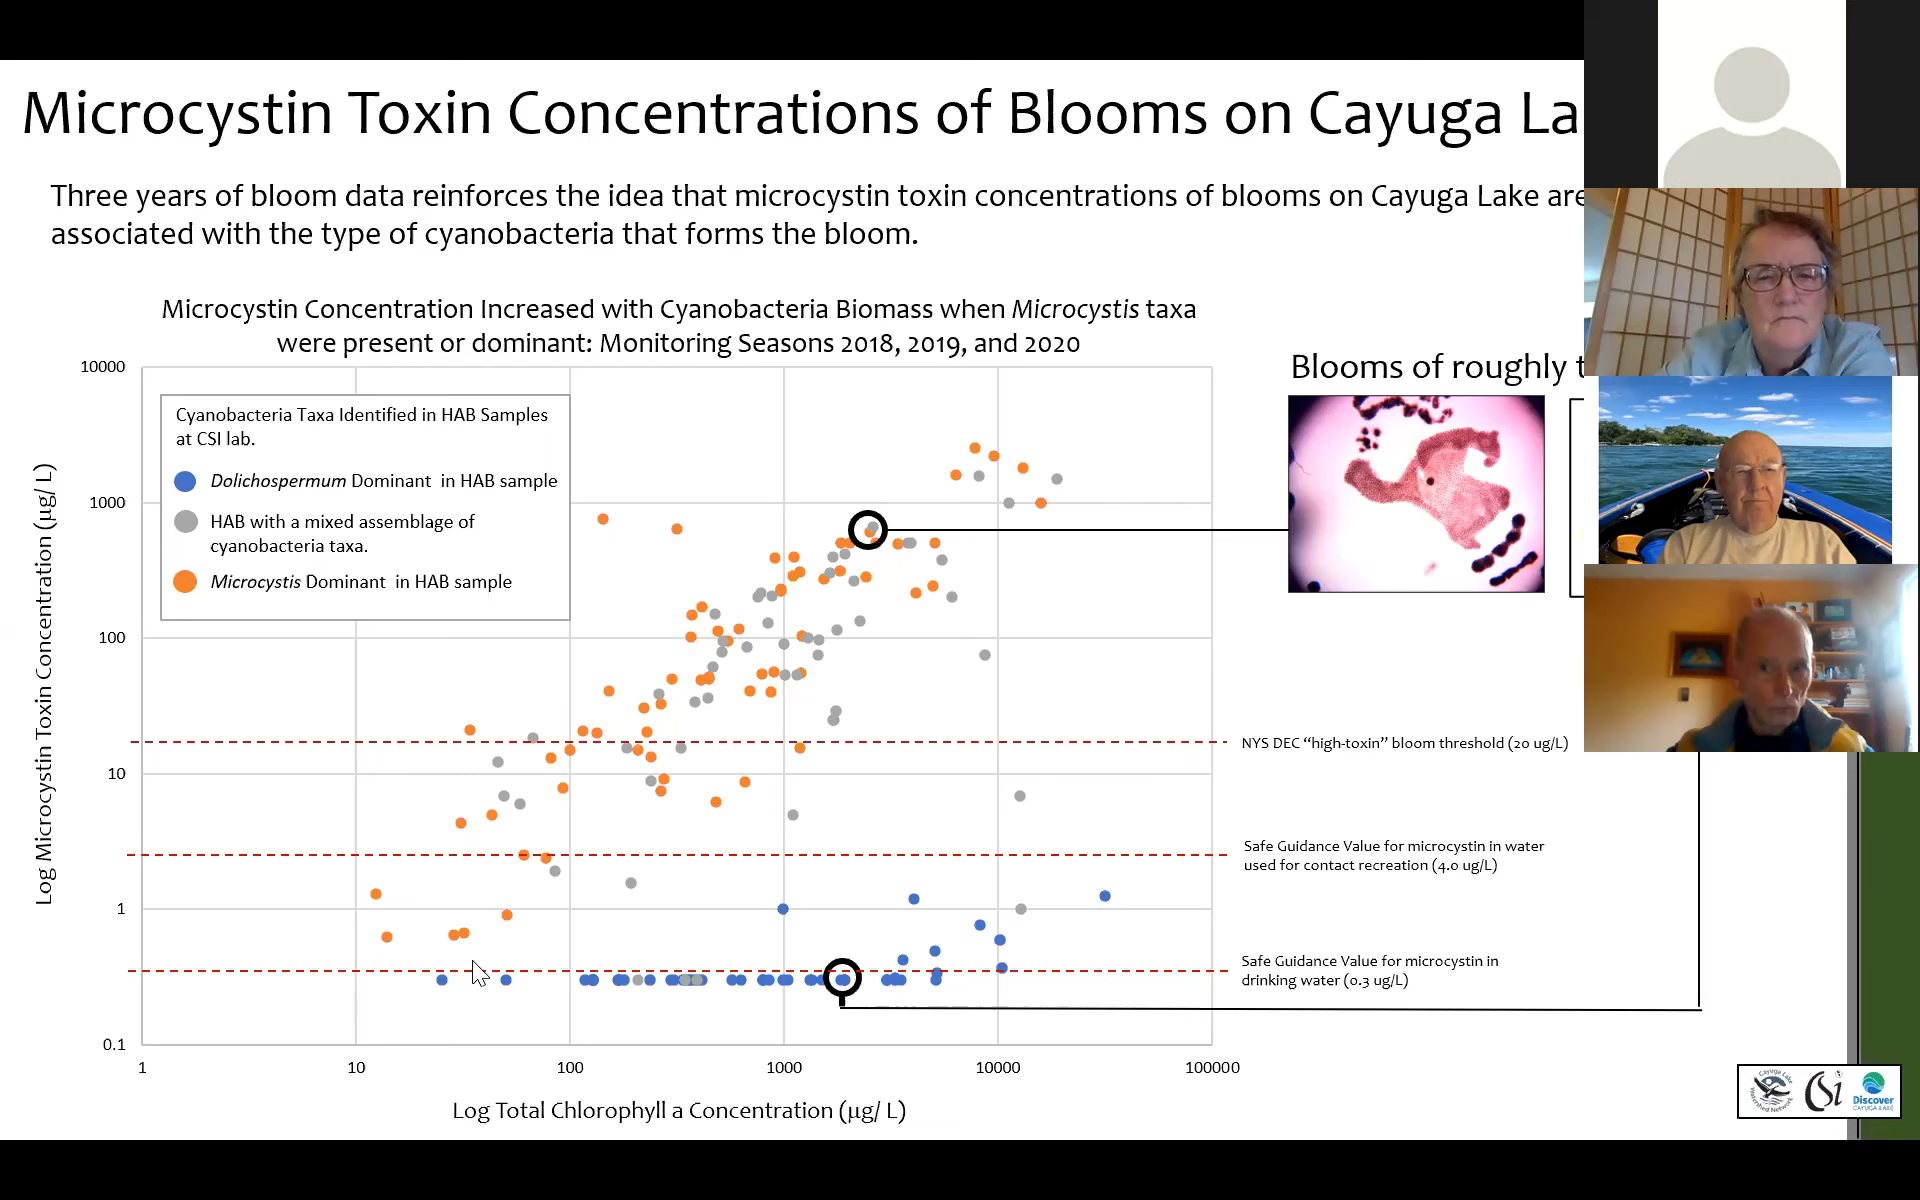 Microcystin Toxin Concentrations of Blooms on Cayuga La
Three years of bloom data reinforces the idea that microcystin toxin concentrations of blooms on Cayuga Lake are
associated with the type of cyanobacteria that forms the bloom.
Microcystin Concentration Increased with Cyanobacteria Biomass when Microcystis taxa
were present or dominant: Monitoring Seasons 2018, 2019, and 2020
Blooms of roughly t
Log Microcystin Toxin Concentration (µg/ L)
10000
1000
100
10
1
0.1
Cyanobacteria Taxa Identified in HAB Samples
at CSI lab.
Dolichospermum Dominant in HAB sample
HAB with a mixed assemblage of
cyanobacteria taxa.
Microcystis Dominant in HAB sample
NYS DEC “high-toxin” bloom threshold (20 ug/L)
Safe Guidance Value for microcystin in water
used for contact recreation (4.0 ug/L)
Safe Guidance Value for microcystin in
drinking water (0.3 ug/L)
1
10
100
1000
10000
100000
Log Total Chlorophyll a Concentration (µg/ L)
Cayuga Lake
Watershed Network
CSi
Discover
CAYUGA LAKE